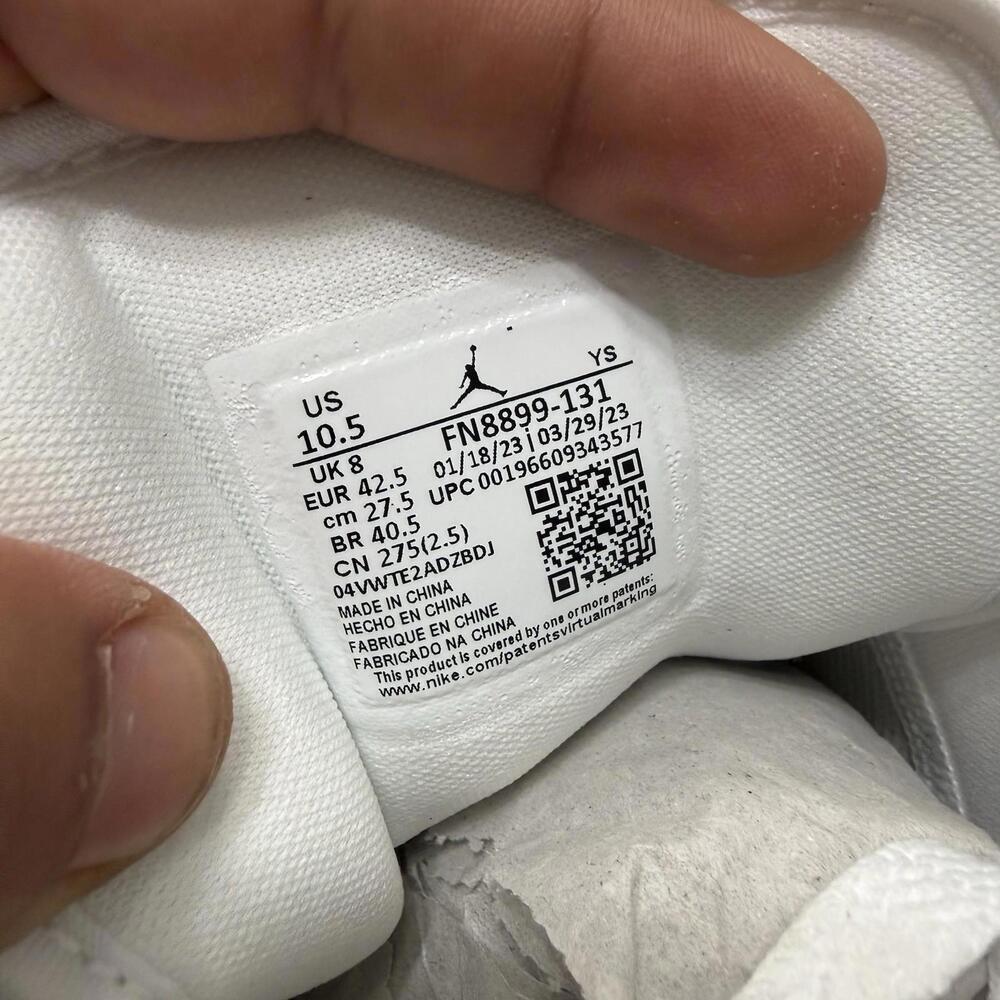 US
YS
10.5
FN8899-131
UK 8
01/18/23 | 03/29/23
EUR 42.5
UPC 00196609343577
cm 27.5
BR 40.5
CN 275(2.5)
04VWTE2ADZBDJ
MADE IN CHINA
HECHO EN CHINA
FABRIQUE EN CHINE
FABRICADO NA CHINA
This product is covered by one or more patents:
www.nike.com/patentsvirtualmarking